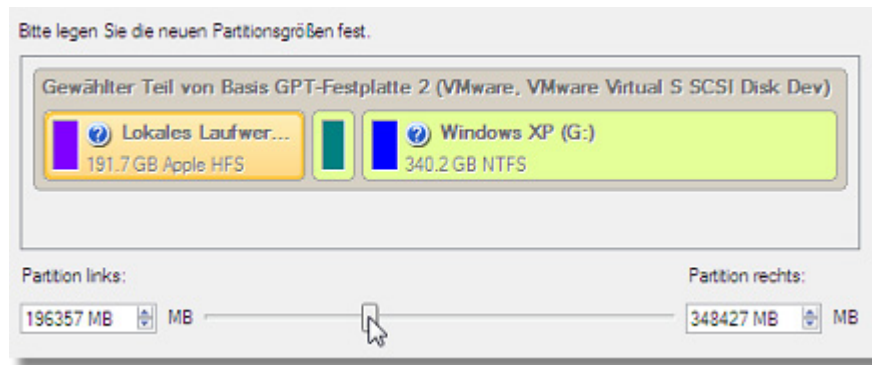 Bitte legen Sie die neuen Partitionsgrößen fest.
Gewählter Teil von Basis GPT-Festplatte 2 (VMware, VMware Virtual S SCSI Disk Dev)
Lokales Laufwer...
191.7 GB Apple HFS
Windows XP (G:)
340.2 GB NTFS
Partition links:
Partition rechts:
196357 MB MB
348427 MB MB